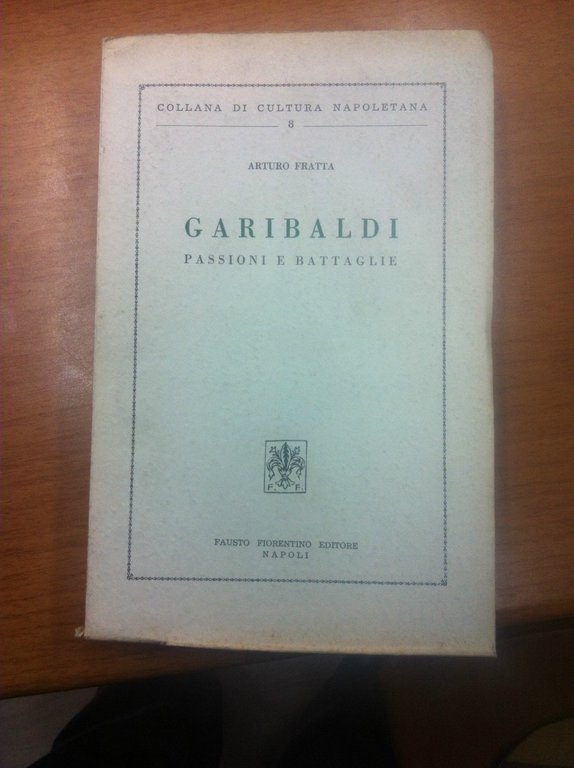 COLLANA DI CULTURA NAPOLETANA
8
ARTURO FRATTA
GARIBALDI
PASSIONI E BATTAGLIE
F. F.
FAUSTO FIORENTINO EDITORE
NAPOLI